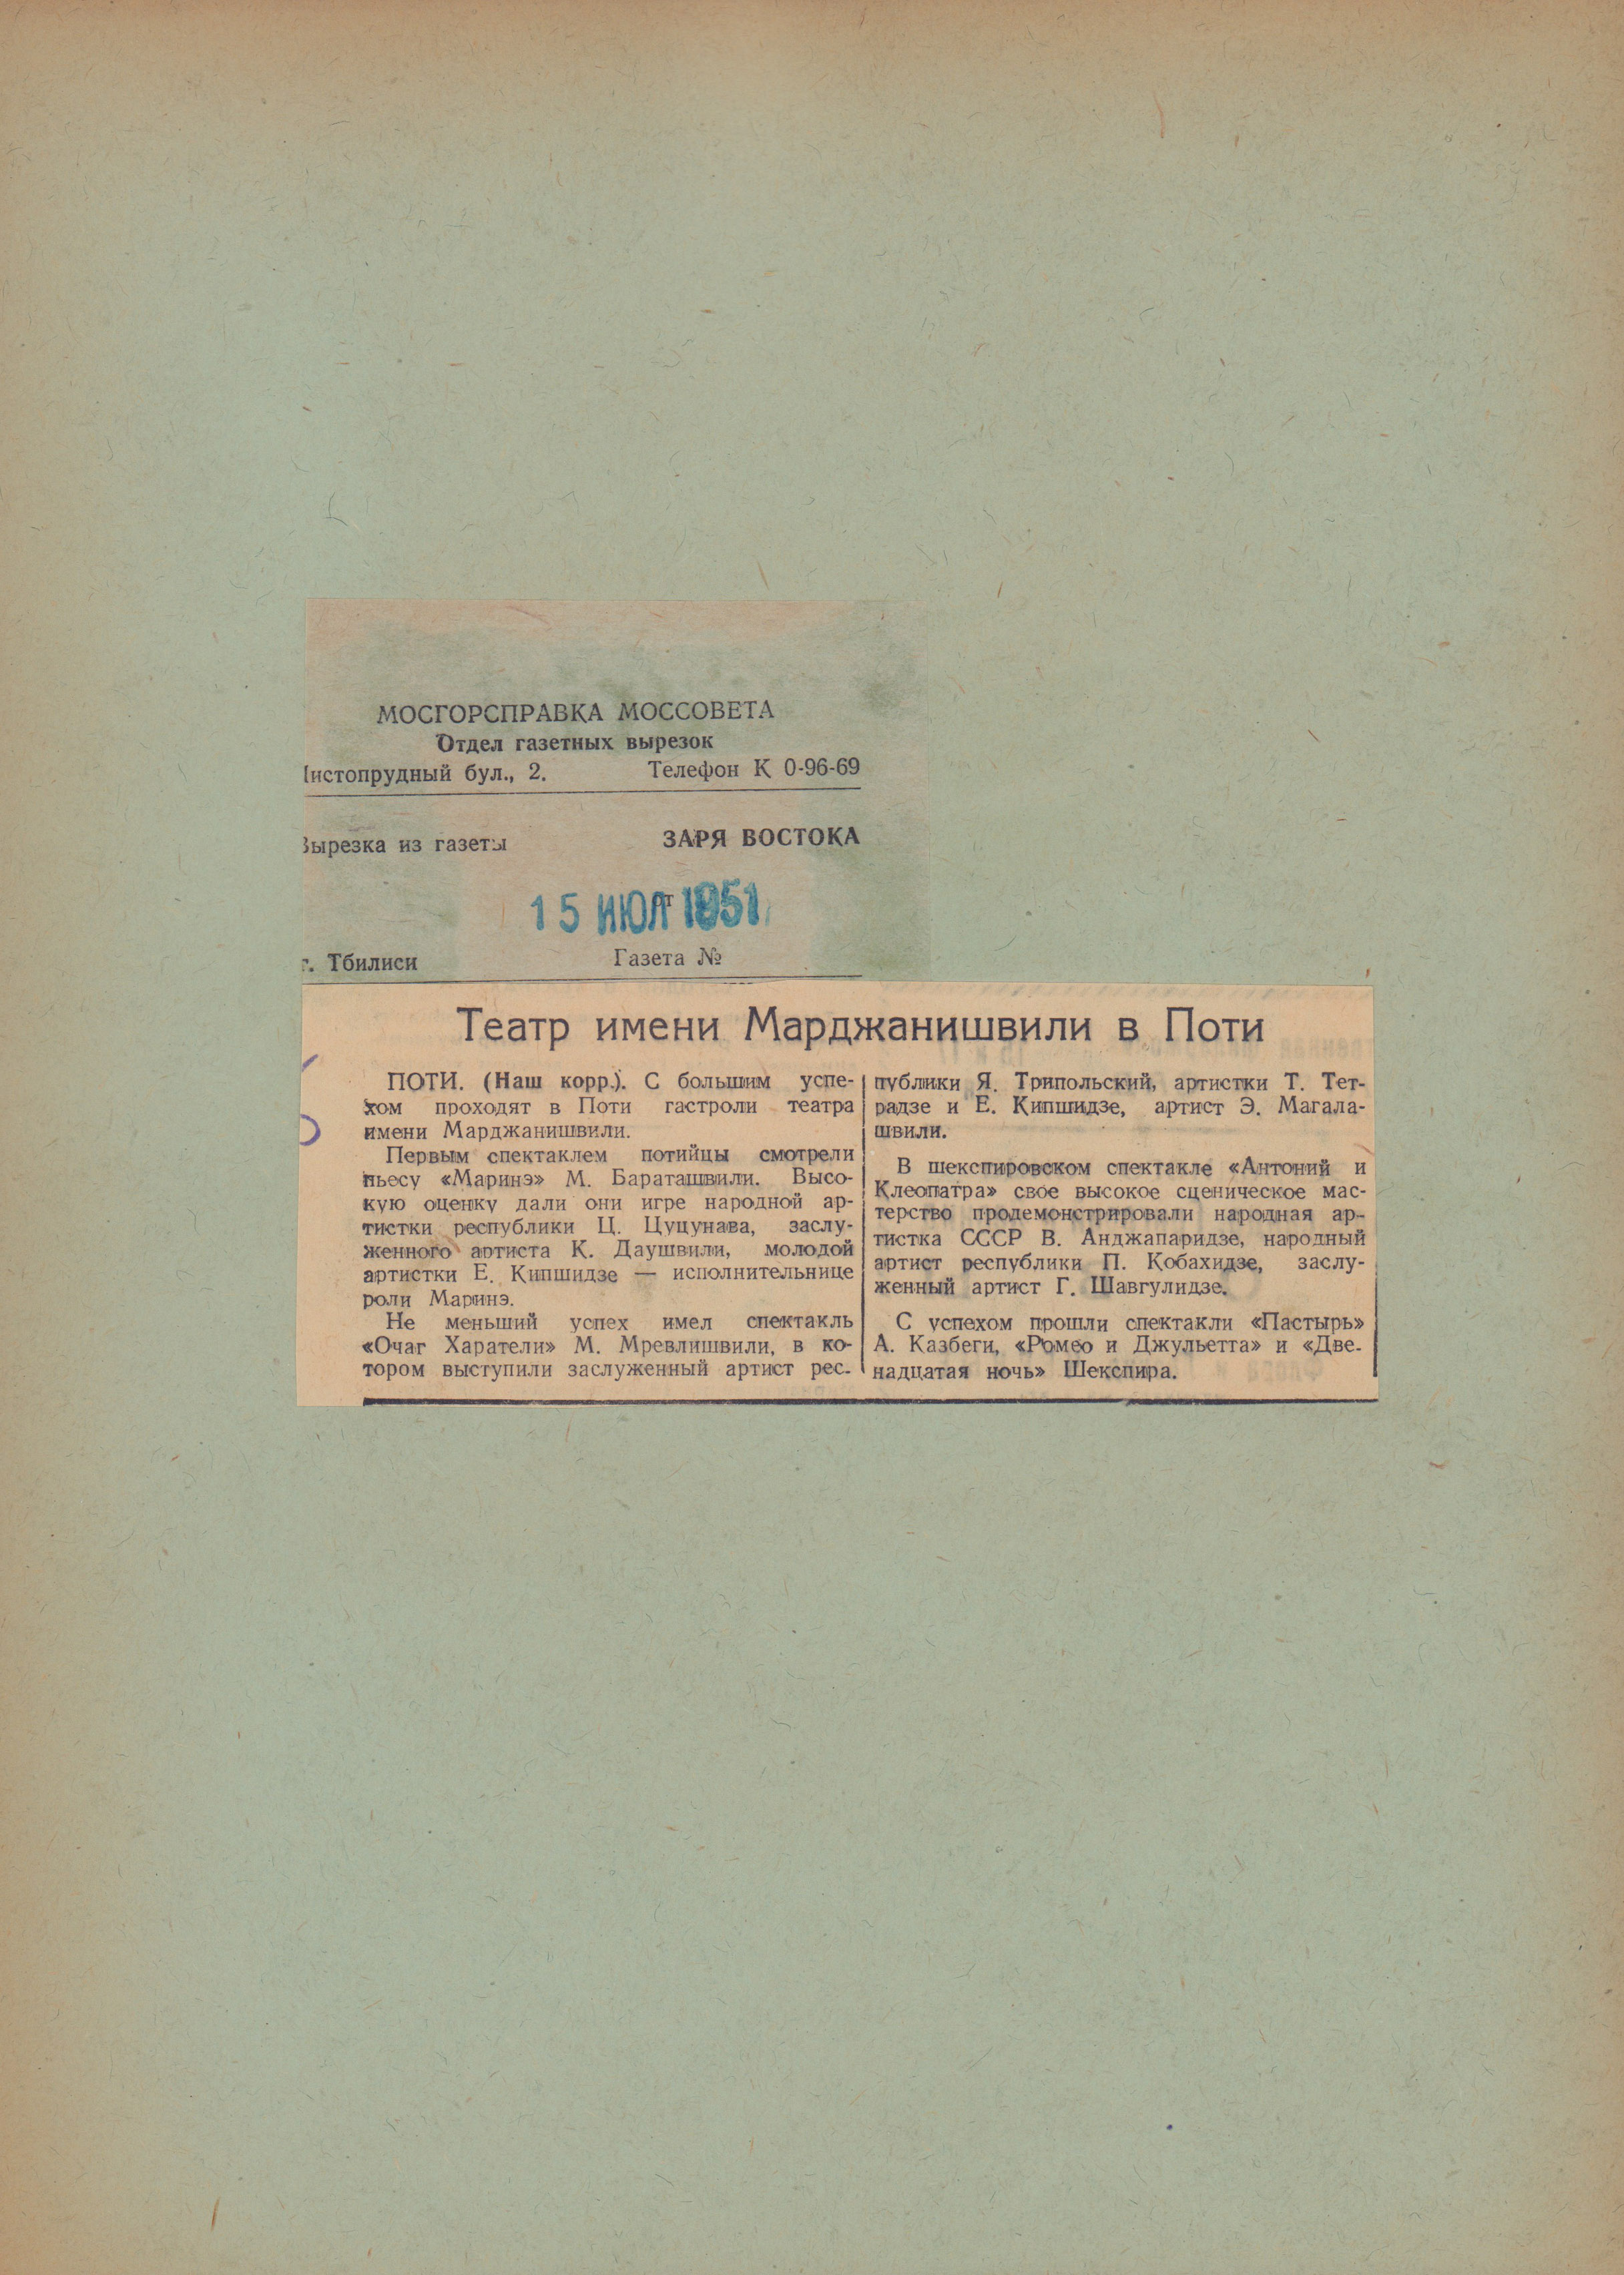 МОСГОРСПРАВКА МОССОВЕТА
Отдел газетных вырезок
истопрудный бул., 2. Телефон К 0-96-69
Вырезка из газеты ЗАРЯ ВОСТОКА
15 ИЮЛ 1951
г. Тбилиси Газета №
Театр имени Марджанишвили в Поти
ПОТИ. (Наш корр.). С большим успе-
хом проходят в Поти гастроли театра
имени Марджанишвили.
Первым спектаклем потийцы смотрели
пьесу «Маринэ» М. Бараташвили. Высо-
кую оценку дали они игре народной ар-
тистки республики Ц. Цуцунава, заслу-
женного артиста К. Даушвили, молодой
артистки Е. Кипшидзе — исполнительнице
роли Маринэ.
Не меньший успех имел спектакль
«Очаг Харатели» М. Мревлишвили, в ко-
тором выступили заслуженный артист рес-
публики Я. Трипольский, артистки Т. Тет-
радзе и Е. Кипшидзе, артист Э. Магала-
швили.
В шекспировском спектакле «Антоний и
Клеопатра» свое высокое сценическое мас-
терство продемонстрировали народная ар-
тистка СССР В. Анджапаридзе, народный
артист республики П. Кобахидзе, заслу-
женный артист Г. Шавгулидзе.
С успехом прошли спектакли «Пастырь»
А. Казбеги, «Ромео и Джульетта» и «Две-
надцатая ночь» Шекспира.